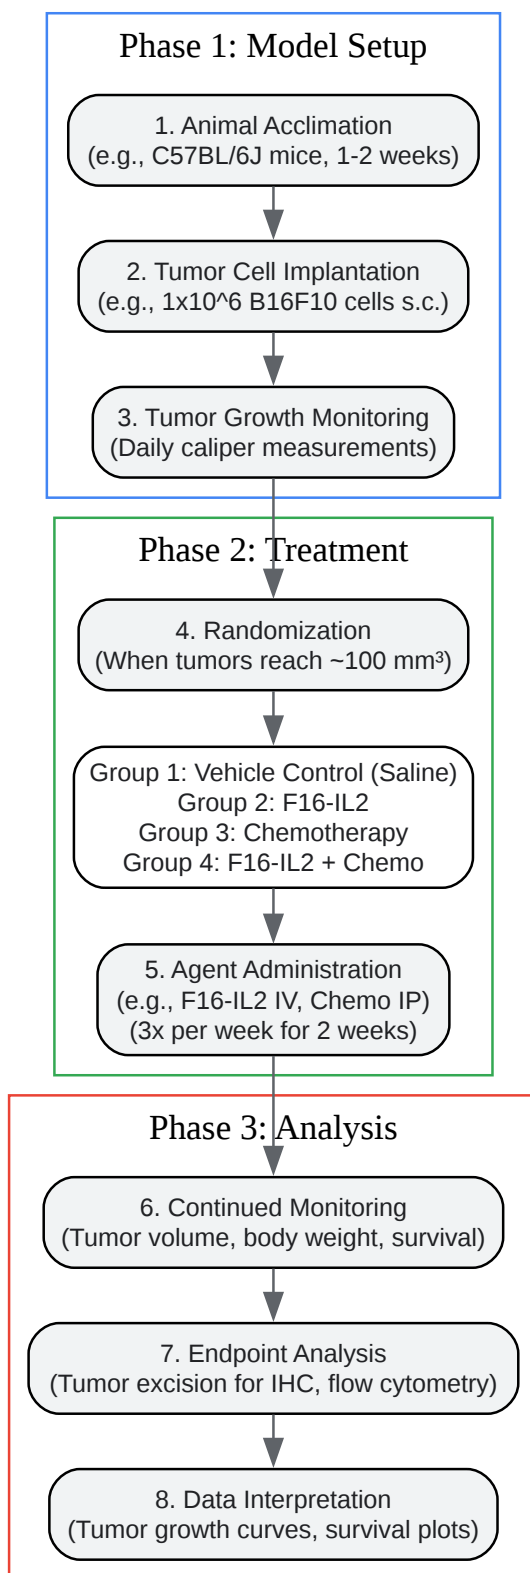 Phase 1: Model Setup
1. Animal Acclimation
(e.g., C57BL/6J mice, 1-2 weeks)
2. Tumor Cell Implantation
(e.g., 1x10^6 B16F10 cells s.c.)
3. Tumor Growth Monitoring
(Daily caliper measurements)
Phase 2: Treatment
4. Randomization
(When tumors reach ~100 mm³)
Group 1: Vehicle Control (Saline)
Group 2: F16-IL2
Group 3: Chemotherapy
Group 4: F16-IL2 + Chemo
5. Agent Administration
(e.g., F16-IL2 IV, Chemo IP)
(3x per week for 2 weeks)
Phase 3: Analysis
6. Continued Monitoring
(Tumor volume, body weight, survival)
7. Endpoint Analysis
(Tumor excision for IHC, flow cytometry)
8. Data Interpretation
(Tumor growth curves, survival plots)